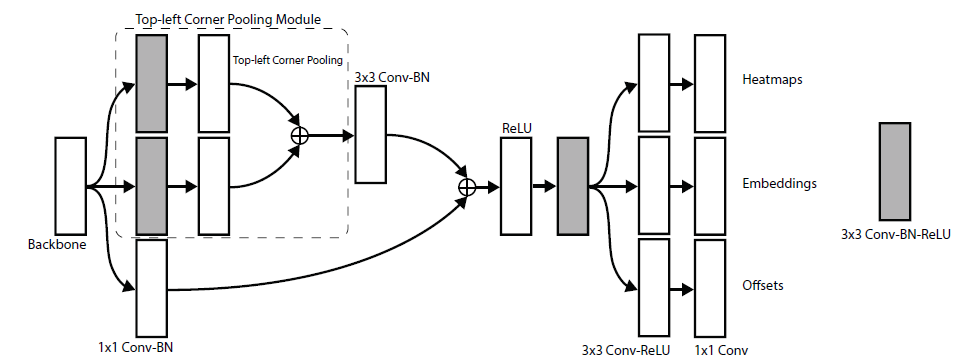 Top-left Corner Pooling Module
Top-left Corner Pooling
3x3 Conv-BN
Backbone
1x1 Conv-BN
ReLU
Heatmaps
Embeddings
Offsets
3x3 Conv-ReLU
1x1 Conv
3x3 Conv-BN-ReLU